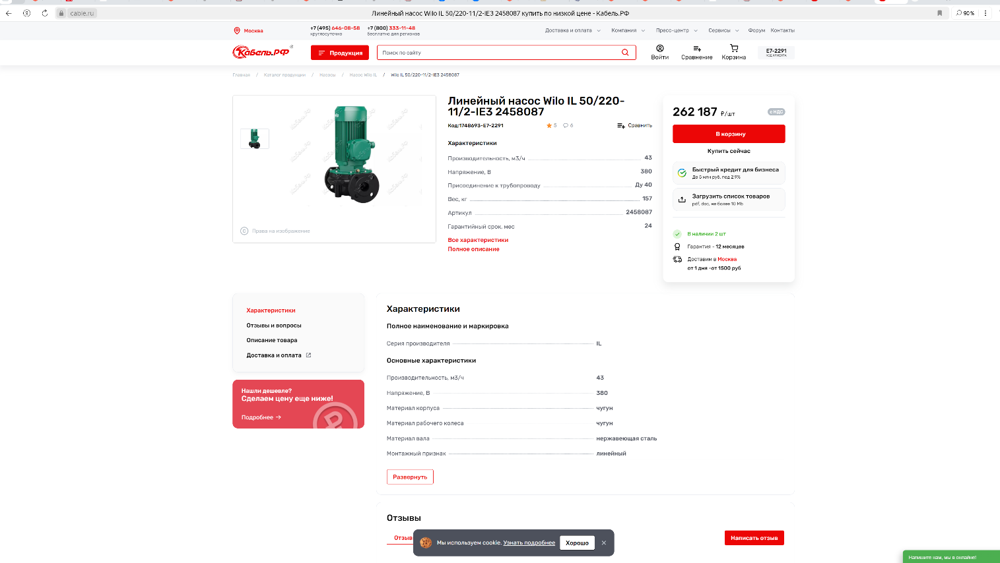 cable.ru
Линейный насос Wilo IL 50/220-11/2-IE3 2458087 купить по низкой цене - Кабель.РФ
90%
Москва
+7 (495) 646-08-58
круглосуточно
+7 (800) 333-11-48
бесплатно для регионов
Доставка и оплата
Компания
Пресс-центр
Сервисы
Форум
Контакты
Кабель.РФ
Продукция
Поиск по сайту
Войти
Сравнение
Корзина
E7-2291
КОД КЛИЕНТА
Главная / Каталог продукции / Насосы / Насос Wilo IL / Wilo IL 50/220-11/2-IE3 2458087
Права на изображение
Линейный насос Wilo IL 50/220-
11/2-IE3 2458087
Код:1748693-E7-2291
5
6
Сравнить
Характеристики
Производительность, м3/ч 43
Напряжение, В 380
Присоединение к трубопроводу Ду 40
Вес, кг 157
Артикул 2458087
Гарантийный срок, мес 24
Все характеристики
Полное описание
262 187 ₽/шт
с НДС
В корзину
Купить сейчас
Быстрый кредит для бизнеса
До 5 млн руб. под 2,9%
Загрузить список товаров
pdf, doc, не более 10 Mb
В наличии 2 шт
Гарантия - 12 месяцев
Доставим в Москва
от 1 дня -от 1500 руб
Характеристики
Отзывы и вопросы
Описание товара
Доставка и оплата
Нашли дешевле?
Сделаем цену еще ниже!
Подробнее →
Характеристики
Полное наименование и маркировка
Серия производителя IL
Основные характеристики
Производительность, м3/ч 43
Напряжение, В 380
Материал корпуса чугун
Материал рабочего колеса чугун
Материал вала нержавеющая сталь
Монтажный признак линейный
Развернуть
Отзывы
Отзыв
Написать отзыв
Мы используем cookie. Узнать подробнее
Хорошо
Напишите нам, мы в онлайне!